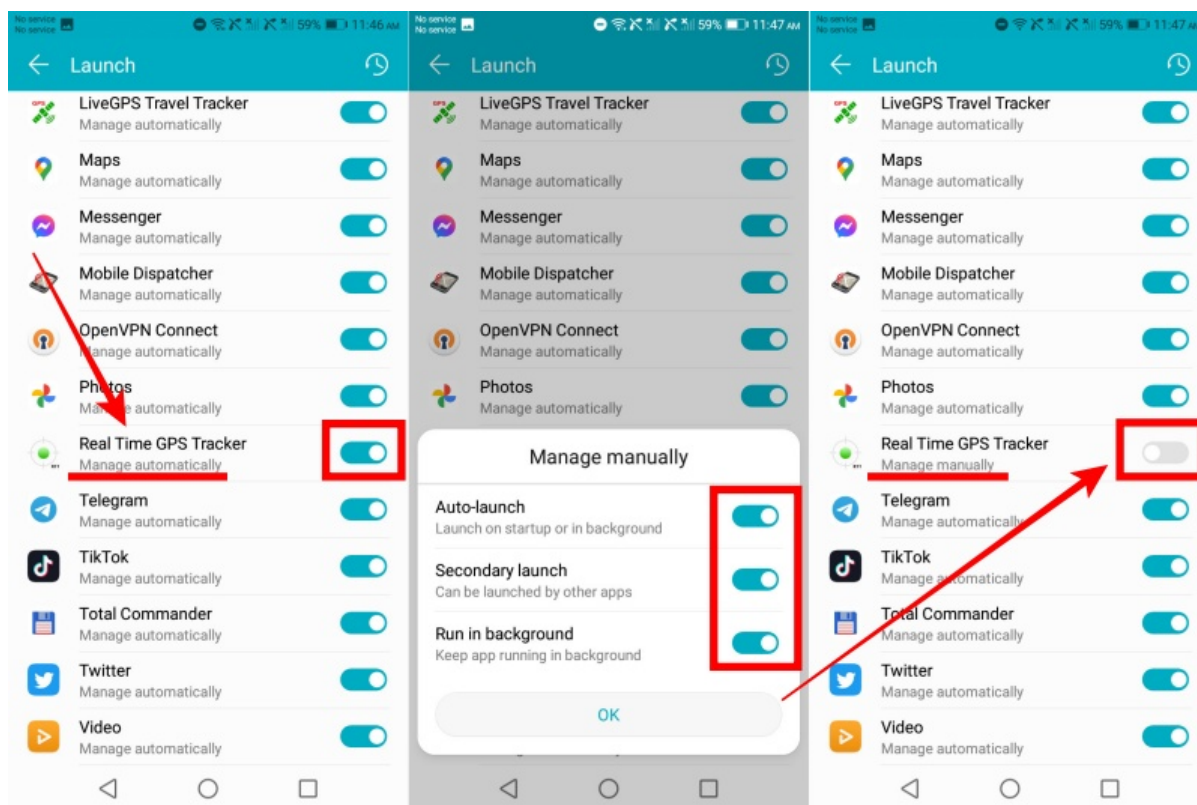 No service
No service
59%
11:46 AM
Launch
GPS
LiveGPS Travel Tracker
Manage automatically
Maps
Manage automatically
Messenger
Manage automatically
Mobile Dispatcher
Manage automatically
OpenVPN Connect
Manage automatically
Photos
Manage automatically
Real Time GPS Tracker
Manage automatically
Telegram
Manage automatically
TikTok
Manage automatically
Total Commander
Manage automatically
Twitter
Manage automatically
Video
Manage automatically
No service
No service
59%
11:47 AM
Launch
GPS
LiveGPS Travel Tracker
Manage automatically
Maps
Manage automatically
Messenger
Manage automatically
Mobile Dispatcher
Manage automatically
OpenVPN Connect
Manage automatically
Photos
Manage automatically
Manage manually
Auto-launch
Launch on startup or in background
Secondary launch
Can be launched by other apps
Run in background
Keep app running in background
OK
No service
No service
59%
11:47
Launch
GPS
LiveGPS Travel Tracker
Manage automatically
Maps
Manage automatically
Messenger
Manage automatically
Mobile Dispatcher
Manage automatically
OpenVPN Connect
Manage automatically
Photos
Manage automatically
Real Time GPS Tracker
Manage manually
Telegram
Manage automatically
TikTok
Manage automatically
Total Commander
Manage automatically
Twitter
Manage automatically
Video
Manage automatically